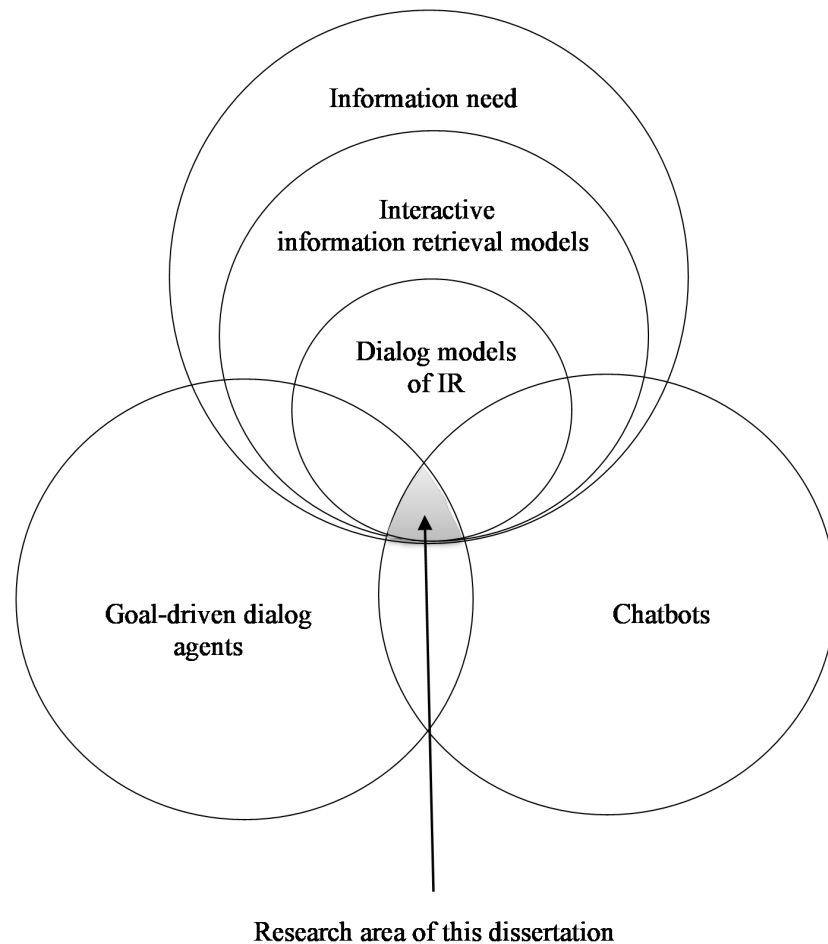 Information need
Interactive
information retrieval models
Dialog models
of IR
Goal-driven dialog
agents
Chatbots
Research area of this dissertation